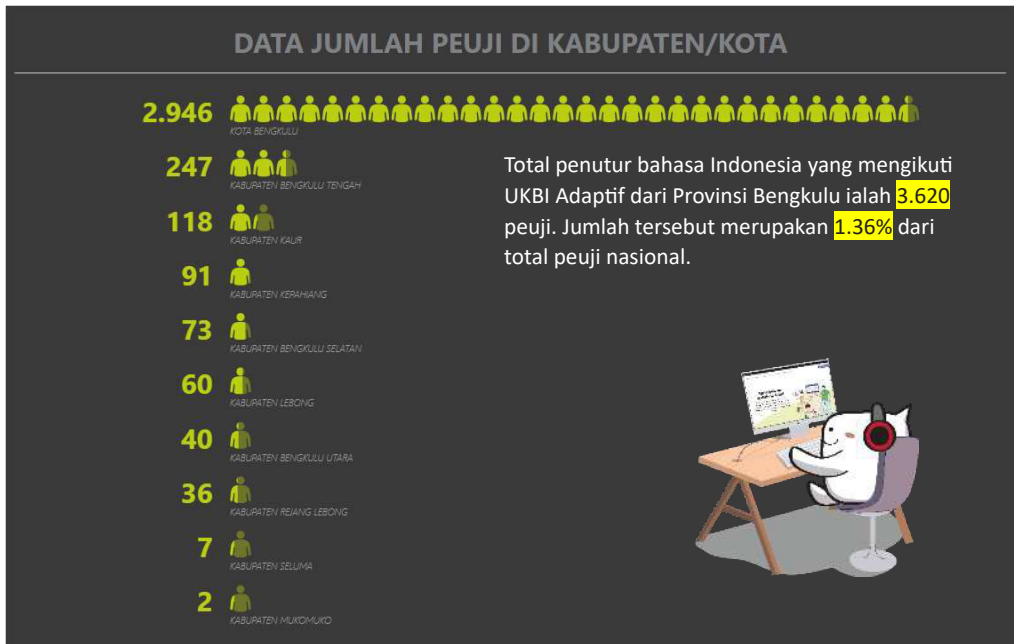 DATA JUMLAH PEUJI DI KABUPATEN/KOTA
2.946
KOTA BENGKULU
247
KABUPATEN BENGKULU TENGAH
118
KABUPATEN KAUR
91
KABUPATEN KEPAHIANG
73
KABUPATEN BENGKULU SELATAN
60
KABUPATEN LEBONG
40
KABUPATEN BENGKULU UTARA
36
KABUPATEN REJANG LEBONG
7
KABUPATEN SELUMA
2
KABUPATEN MUKOMUKO
Total penutur bahasa Indonesia yang mengikuti
UKBI Adaptif dari Provinsi Bengkulu ialah 3.620
peuji. Jumlah tersebut merupakan 1.36% dari
total peuji nasional.